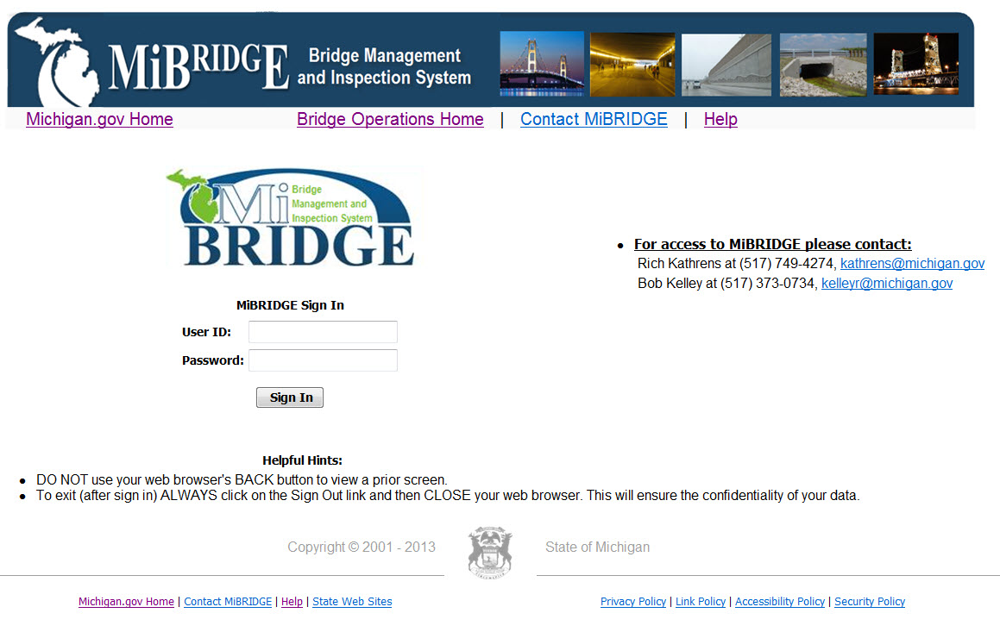 MiBRIDGE Bridge Management
and Inspection System
Michigan.gov Home Bridge Operations Home | Contact MiBRIDGE | Help
Mi Bridge
Management and
Inspection System
BRIDGE
For access to MiBRIDGE please contact:
Rich Kathrens at (517) 749-4274, kathrens@michigan.gov
Bob Kelley at (517) 373-0734, kelleyr@michigan.gov
MiBRIDGE Sign In
User ID:
Password:
Sign In
Helpful Hints:
DO NOT use your web browser's BACK button to view a prior screen.
To exit (after sign in) ALWAYS click on the Sign Out link and then CLOSE your web browser. This will ensure the confidentiality of your data.
Copyright © 2001 - 2013 State of Michigan
Michigan.gov Home | Contact MiBRIDGE | Help | State Web Sites Privacy Policy | Link Policy | Accessibility Policy | Security Policy